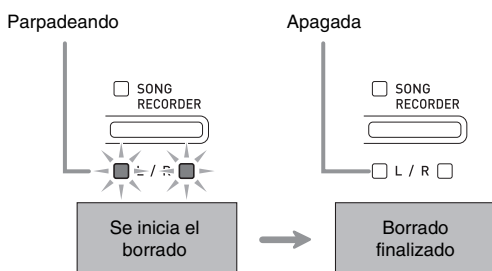 Parpadeando
Apagada
SONG
RECORDER
SONG
RECORDER
L / R
L / R
Se inicia el
borrado
Borrado
finalizado